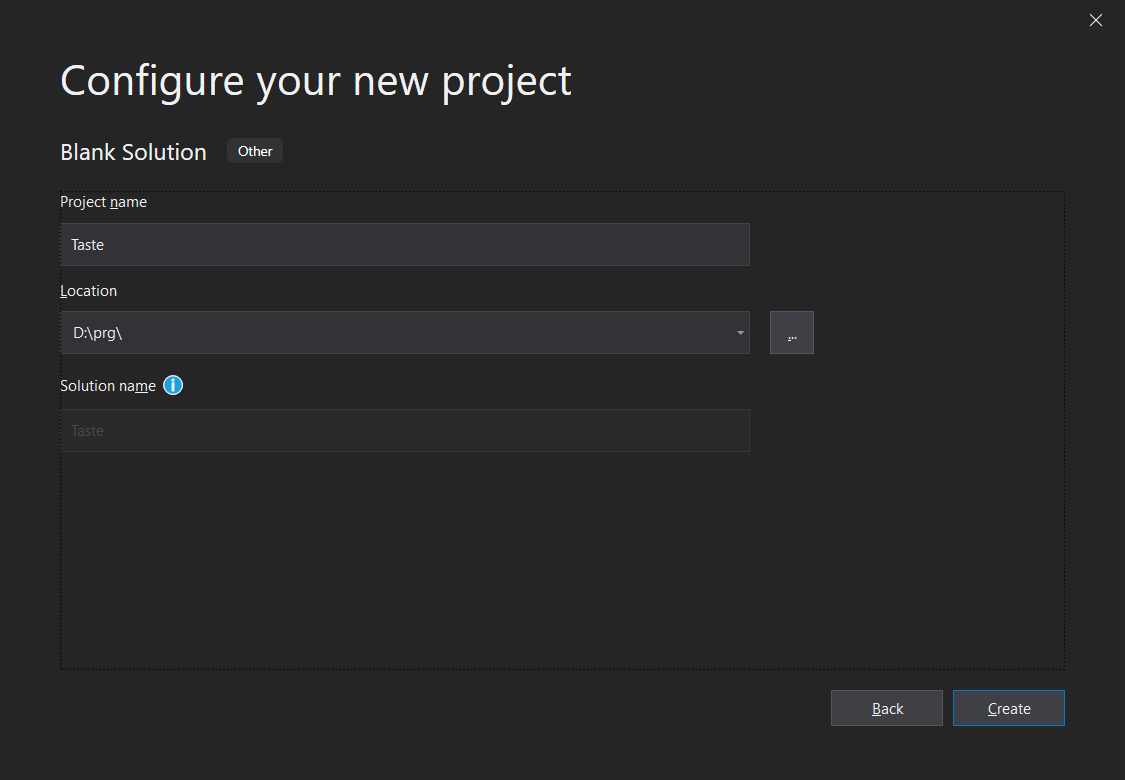 Configure your new project
Blank Solution Other
Project name
Taste
Location
D:\prg\
...
Solution name
Taste
Back Create